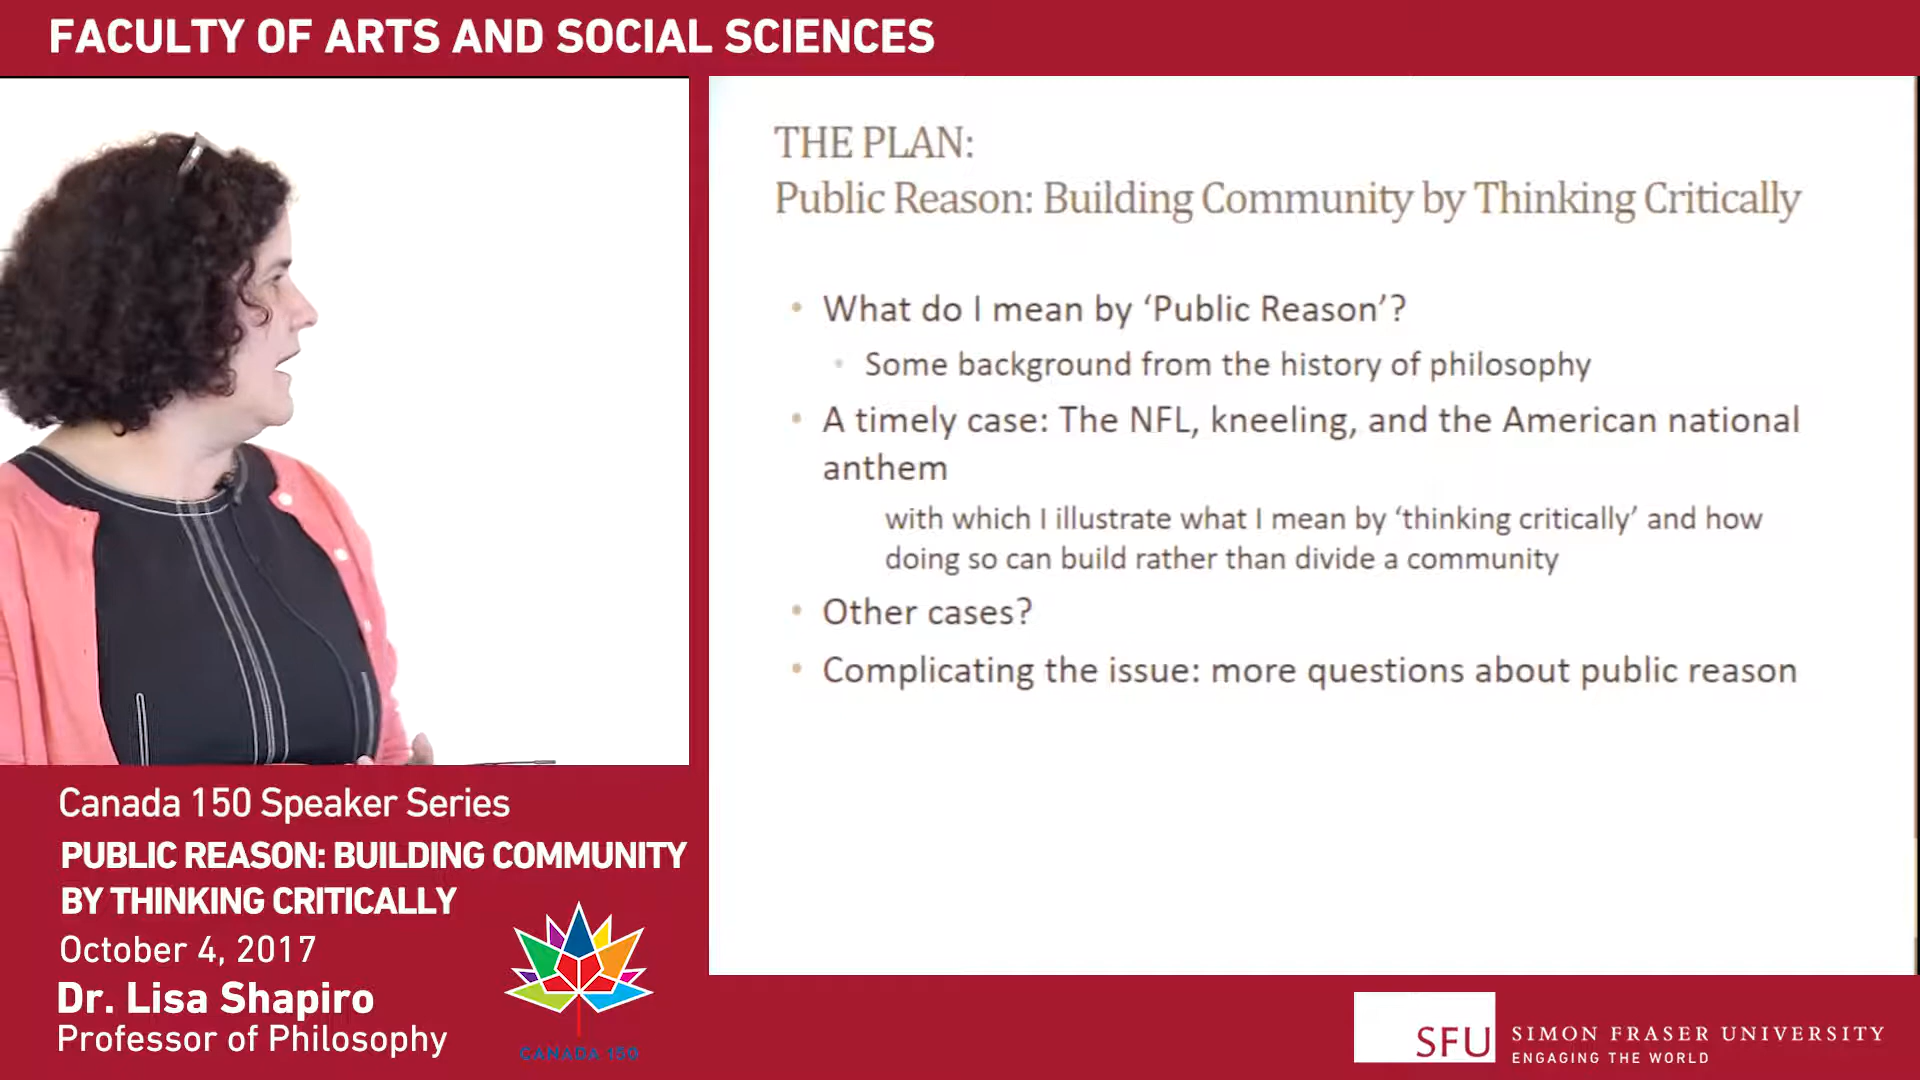 FACULTY OF ARTS AND SOCIAL SCIENCES
THE PLAN:
Public Reason: Building Community by Thinking Critically
• What do I mean by ‘Public Reason’?
• Some background from the history of philosophy
• A timely case: The NFL, kneeling, and the American national
anthem
with which I illustrate what I mean by ‘thinking critically’ and how
doing so can build rather than divide a community
• Other cases?
• Complicating the issue: more questions about public reason
Canada 150 Speaker Series
PUBLIC REASON: BUILDING COMMUNITY
BY THINKING CRITICALLY
October 4, 2017
Dr. Lisa Shapiro
Professor of Philosophy
CANADA 150
SFU
SIMON FRASER UNIVERSITY
ENGAGING THE WORLD